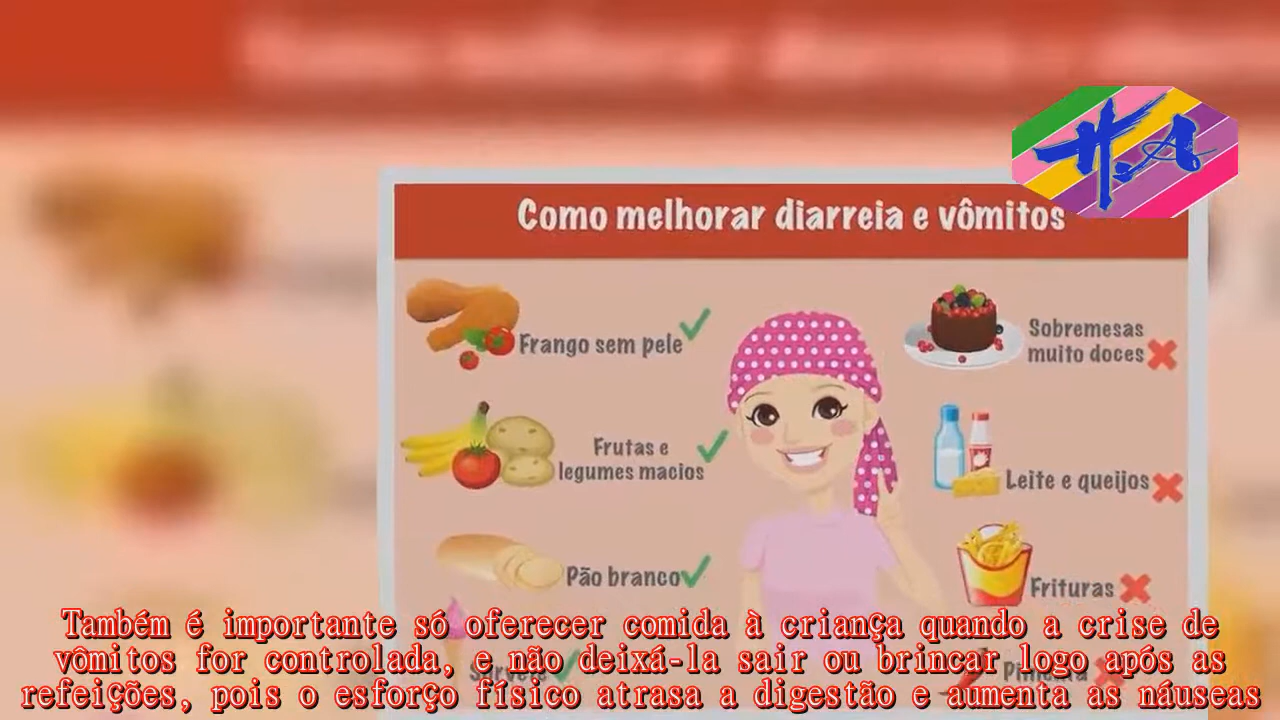 Como melhorar diarreia e vômitos
Frango sem pele
Sobremesas
muito doces
Frutas e
legumes macios
Leite e queijos
Pão branco
Frituras
Sorvete
Pimenta
H.A
Também é importante só oferecer comida à criança quando a crise de
vômitos for controlada, e não deixá-la sair ou brincar logo após as
refeições, pois o esforço físico atrasa a digestão e aumenta as náuseas